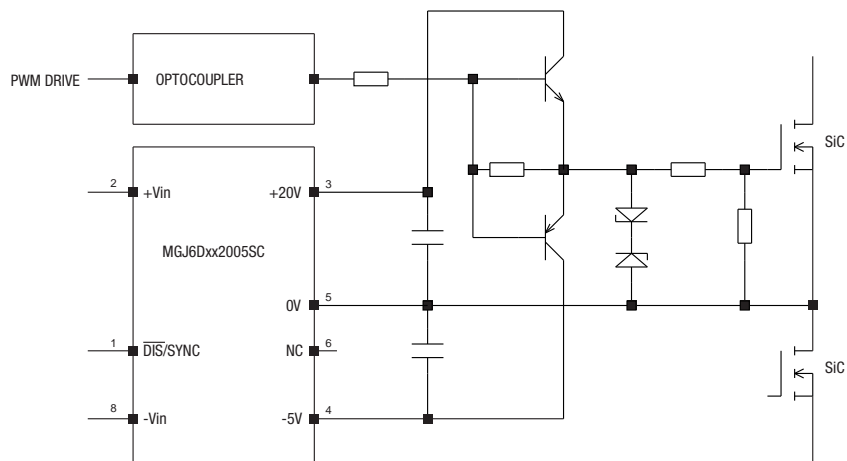 PWM DRIVE
OPTOCOUPLER
SiC
2
+Vin
+20V
3
MGJ6Dxx2005SC
0V
5
1
DIS/SYNC
NC
6
SiC
8
-Vin
-5V
4